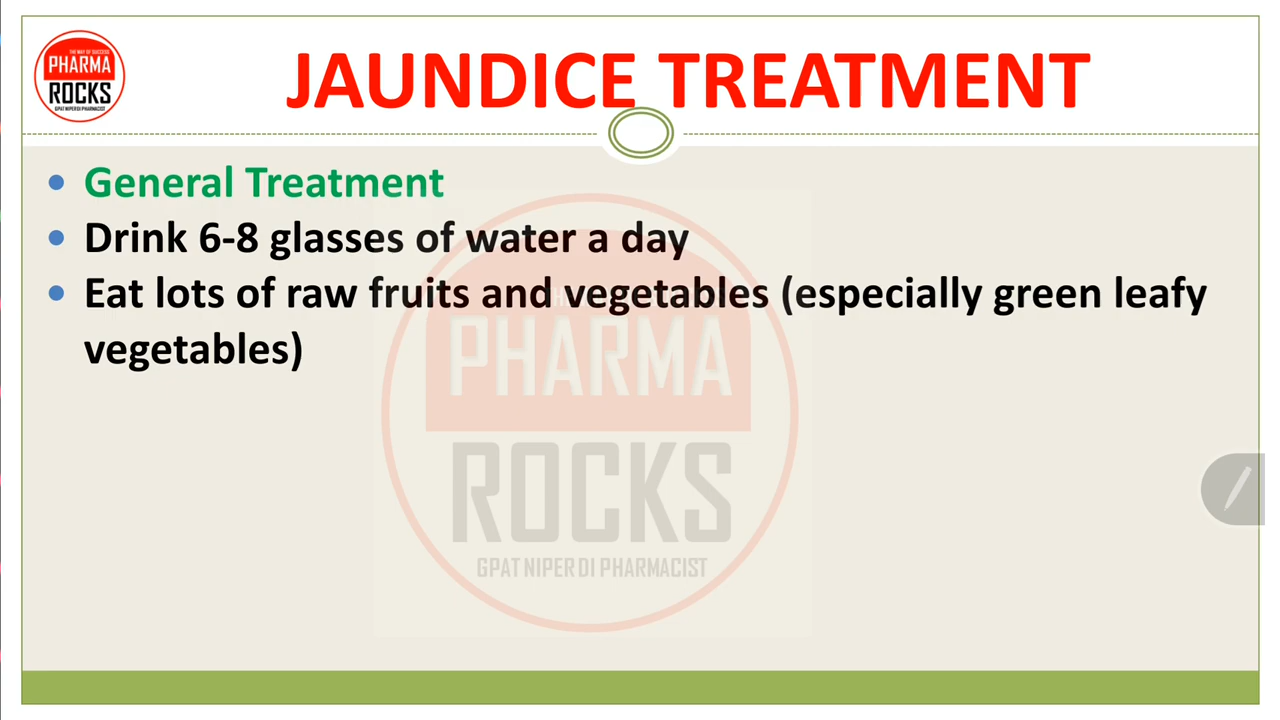 THE WAY OF SUCCESS
PHARMA
ROCKS
GPAT NIPER DI PHARMACIST
JAUNDICE TREATMENT
• General Treatment
• Drink 6-8 glasses of water a day
• Eat lots of raw fruits and vegetables (especially green leafy
vegetables)
PHARMA
ROCKS
GPAT NIPER DI PHARMACIST